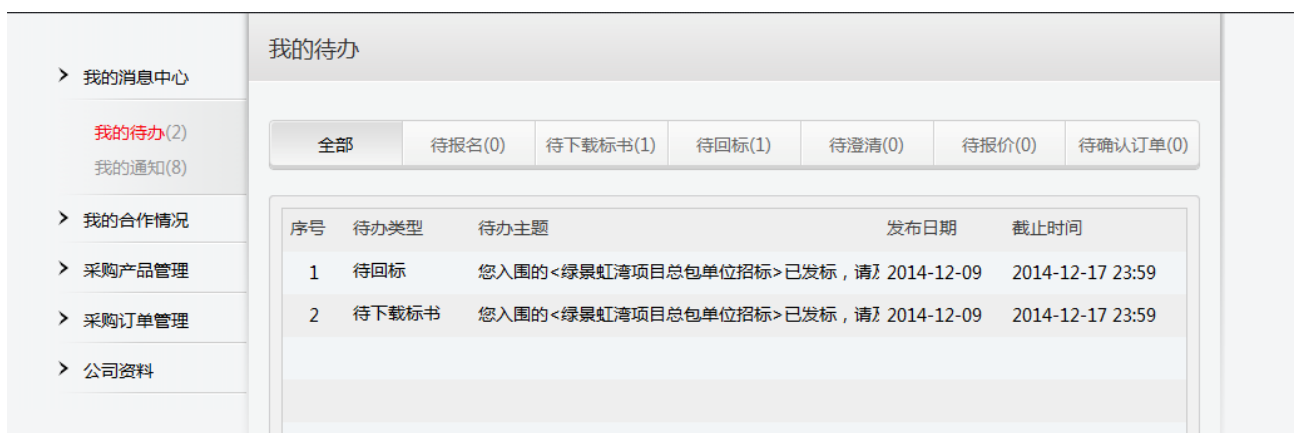 我的待办
我的消息中心
我的待办(2)
我的通知(8)
我的合作情况
采购产品管理
采购订单管理
公司资料
全部 待报名(0) 待下载标书(1) 待回标(1) 待澄清(0) 待报价(0) 待确认订单(0)
序号 待办类型 待办主题 发布日期 截止时间
1 待回标 您入围的<绿景虹湾项目总包单位招标>已发标，请 2014-12-09 2014-12-17 23:59
2 待下载标书 您入围的<绿景虹湾项目总包单位招标>已发标，请 2014-12-09 2014-12-17 23:59